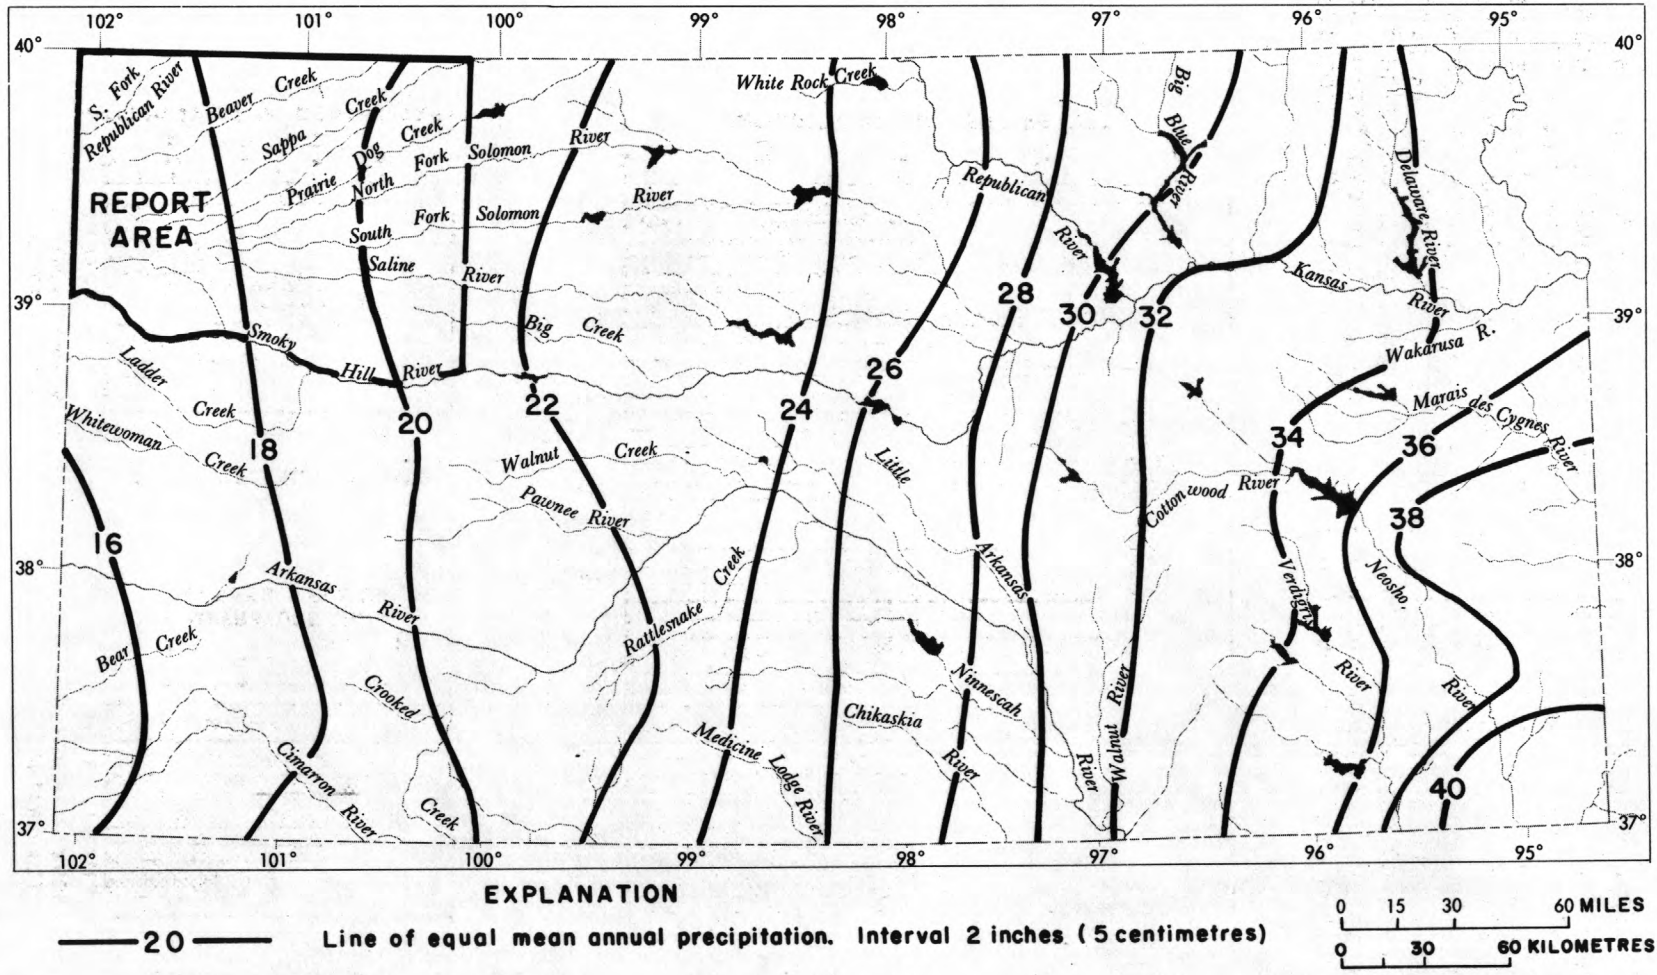 102° 101° 100° 99° 98° 97° 96° 95°
40° 40°
S. Fork
Republican River
Beaver Creek
Sappa Creek
Prairie Dog Creek
North Fork Solomon River
South Fork Solomon River
Saline River
White Rock Creek
Big Blue River
Delaware River
Republican River
REPORT
AREA
39° 39°
Kansas River
28
30
32
Smoky Hill River
Big Creek
Wakarusa R.
Ladder Creek
26
Marais des Cygnes River
Whitewoman Creek
18
20
22
24
34
36
Walnut Creek
Little Arkansas River
Cottonwood River
Pawnee River
16
38
38° 38°
Arkansas River
Rattlesnake Creek
Verdigris River
Neosho. River
Bear Creek
Crooked Creek
Ninnescah
Chikaskia River
Walnut River
Medicine Lodge River
Cimarron River
40
37° 37°
102° 101° 100° 99° 98° 97° 96° 95°
EXPLANATION
20 Line of equal mean annual precipitation. Interval 2 inches (5 centimetres)
0 15 30 60 MILES
0 30 60 KILOMETRES